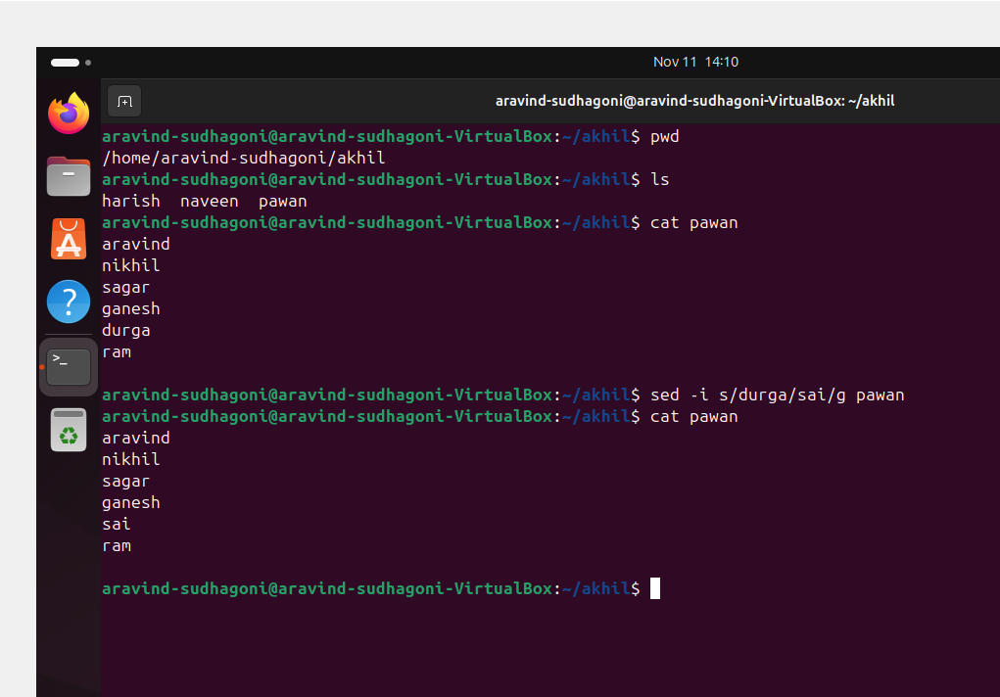 Nov 11 14:10
aravind-sudhagoni@aravind-sudhagoni-VirtualBox: ~/akhil
aravind-sudhagoni@aravind-sudhagoni-VirtualBox:~/akhil$ pwd
/home/aravind-sudhagoni/akhil
aravind-sudhagoni@aravind-sudhagoni-VirtualBox:~/akhil$ ls
harish  naveen  pawan
aravind-sudhagoni@aravind-sudhagoni-VirtualBox:~/akhil$ cat pawan
aravind
nikhil
sagar
ganesh
durga
ram
aravind-sudhagoni@aravind-sudhagoni-VirtualBox:~/akhil$ sed -i s/durga/sai/g pawan
aravind-sudhagoni@aravind-sudhagoni-VirtualBox:~/akhil$ cat pawan
aravind
nikhil
sagar
ganesh
sai
ram
aravind-sudhagoni@aravind-sudhagoni-VirtualBox:~/akhil$